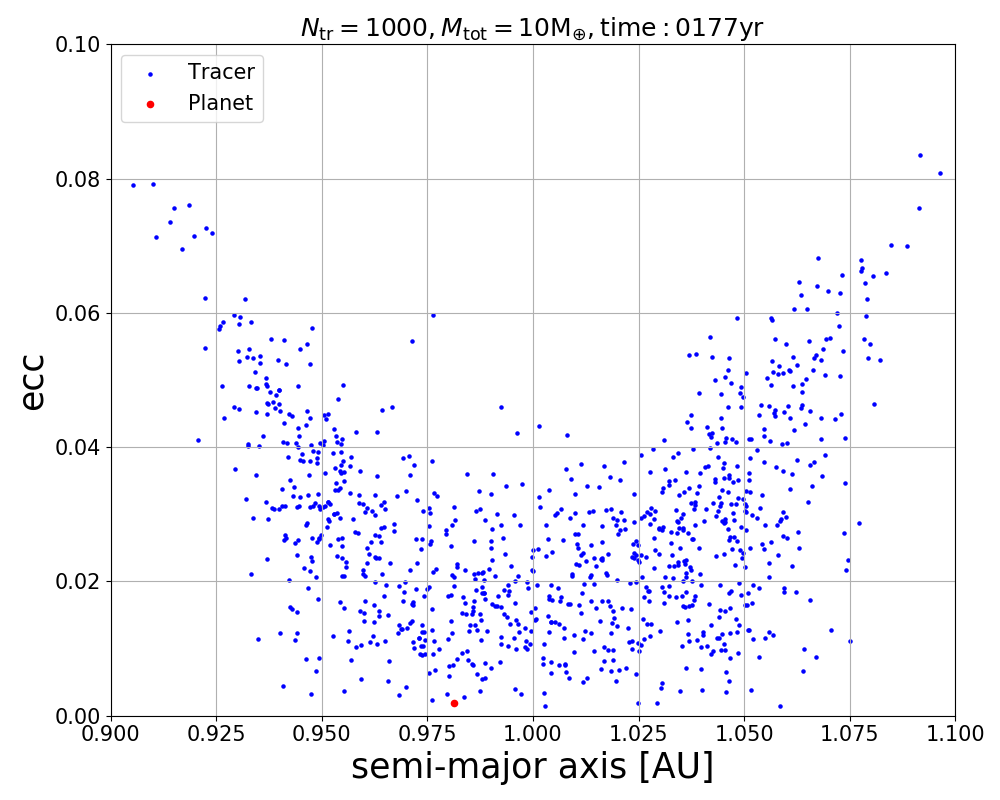 N_tr = 1000, M_tot = 10M_⊕, time : 0177yr
0.10
Tracer
Planet
0.08
0.06
0.04
0.02
0.00
ecc
0.900 0.925 0.950 0.975 1.000 1.025 1.050 1.075 1.100
semi-major axis [AU]